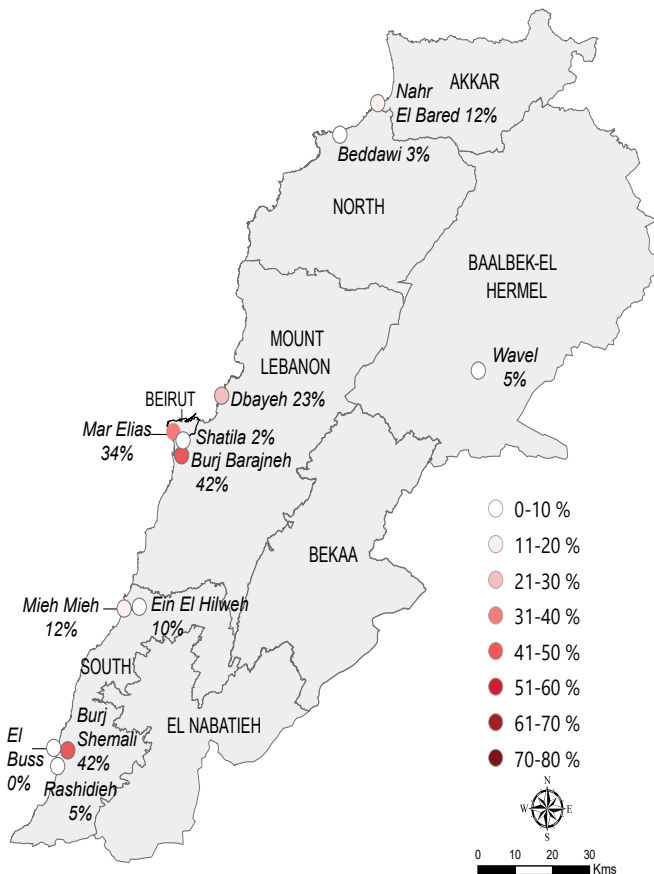 AKKAR
Nahr
El Bared 12%
Beddawi 3%
NORTH
BAALBEK-EL
HERMEL
MOUNT
LEBANON
Wavel
5%
BEIRUT
Dbayeh 23%
Mar Elias
34%
Shatila 2%
Burj Barajneh
42%
BEKAA
Mieh Mieh
12%
Ein El Hilweh
10%
SOUTH
EL NABATIEH
El
Buss
0%
Burj
Shemali
42%
Rashidieh
5%
0-10 %
11-20 %
21-30 %
31-40 %
41-50 %
51-60 %
61-70 %
70-80 %
N
W E
S
0 10 20 30
Kms